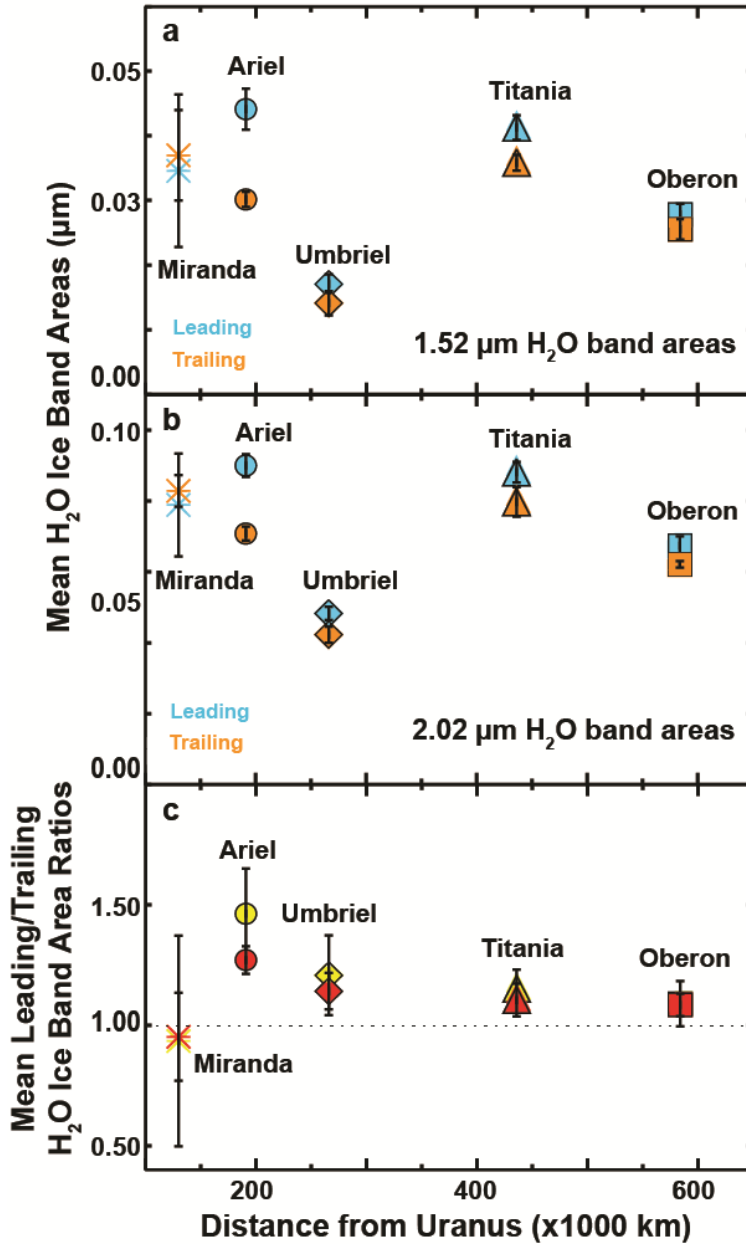 Mean H₂O Ice Band Areas (μm)
a
0.05
0.03
0.00
Ariel
Titania
Oberon
Miranda
Umbriel
Leading
Trailing
1.52 μm H₂O band areas
b
0.10
0.05
0.00
Ariel
Titania
Oberon
Miranda
Umbriel
Leading
Trailing
2.02 μm H₂O band areas
Mean Leading/Trailing
H₂O Ice Band Area Ratios
c
1.50
1.00
0.50
Ariel
Umbriel
Titania
Oberon
Miranda
200
400
600
Distance from Uranus (x1000 km)